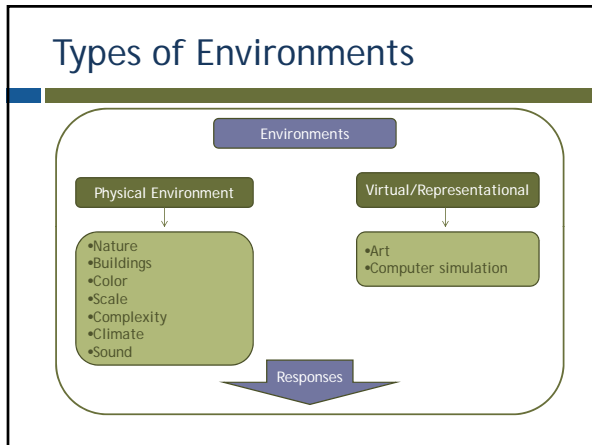 Types of Environments
Environments
Physical Environment
Virtual/Representational
•Nature
•Buildings
•Color
•Scale
•Complexity
•Climate
•Sound
•Art
•Computer simulation
Responses